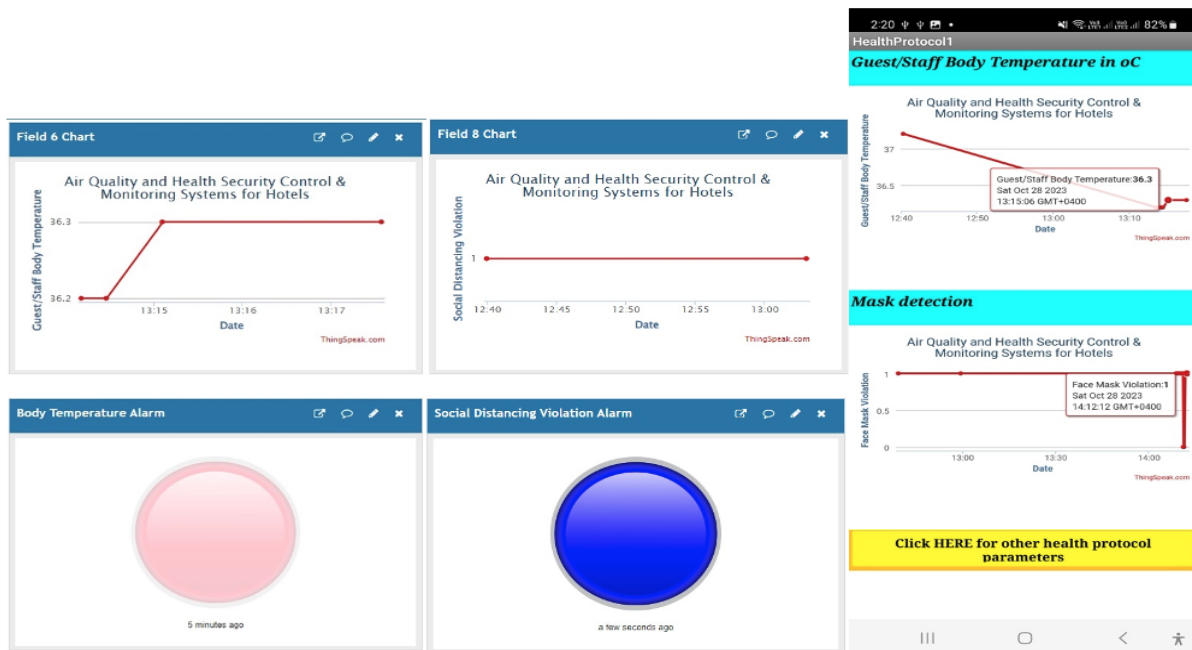 Field 6 Chart
Air Quality and Health Security Control &
Monitoring Systems for Hotels
Guest/Staff Body Temperature
36.3
36.2
13:15
13:16
13:17
Date
ThingSpeak.com
Field 8 Chart
Air Quality and Health Security Control &
Monitoring Systems for Hotels
Social Distancing Violation
1
12:40
12:45
12:50
12:55
13:00
Date
ThingSpeak.com
Body Temperature Alarm
5 minutes ago
Social Distancing Violation Alarm
a few seconds ago
2:20
82%
HealthProtocol1
Guest/Staff Body Temperature in oC
Air Quality and Health Security Control &
Monitoring Systems for Hotels
Guest/Staff Body Temperature
37
36.5
Guest/Staff Body Temperature:36.3
Sat Oct 28 2023
13:15:06 GMT+0400
12:40
12:50
13:00
13:10
Date
ThingSpeak.com
Mask detection
Air Quality and Health Security Control &
Monitoring Systems for Hotels
Face Mask Violation
1
0.5
0
Face Mask Violation:1
Sat Oct 28 2023
14:12:12 GMT+0400
13:00
13:30
14:00
Date
ThingSpeak.com
Click HERE for other health protocol
parameters